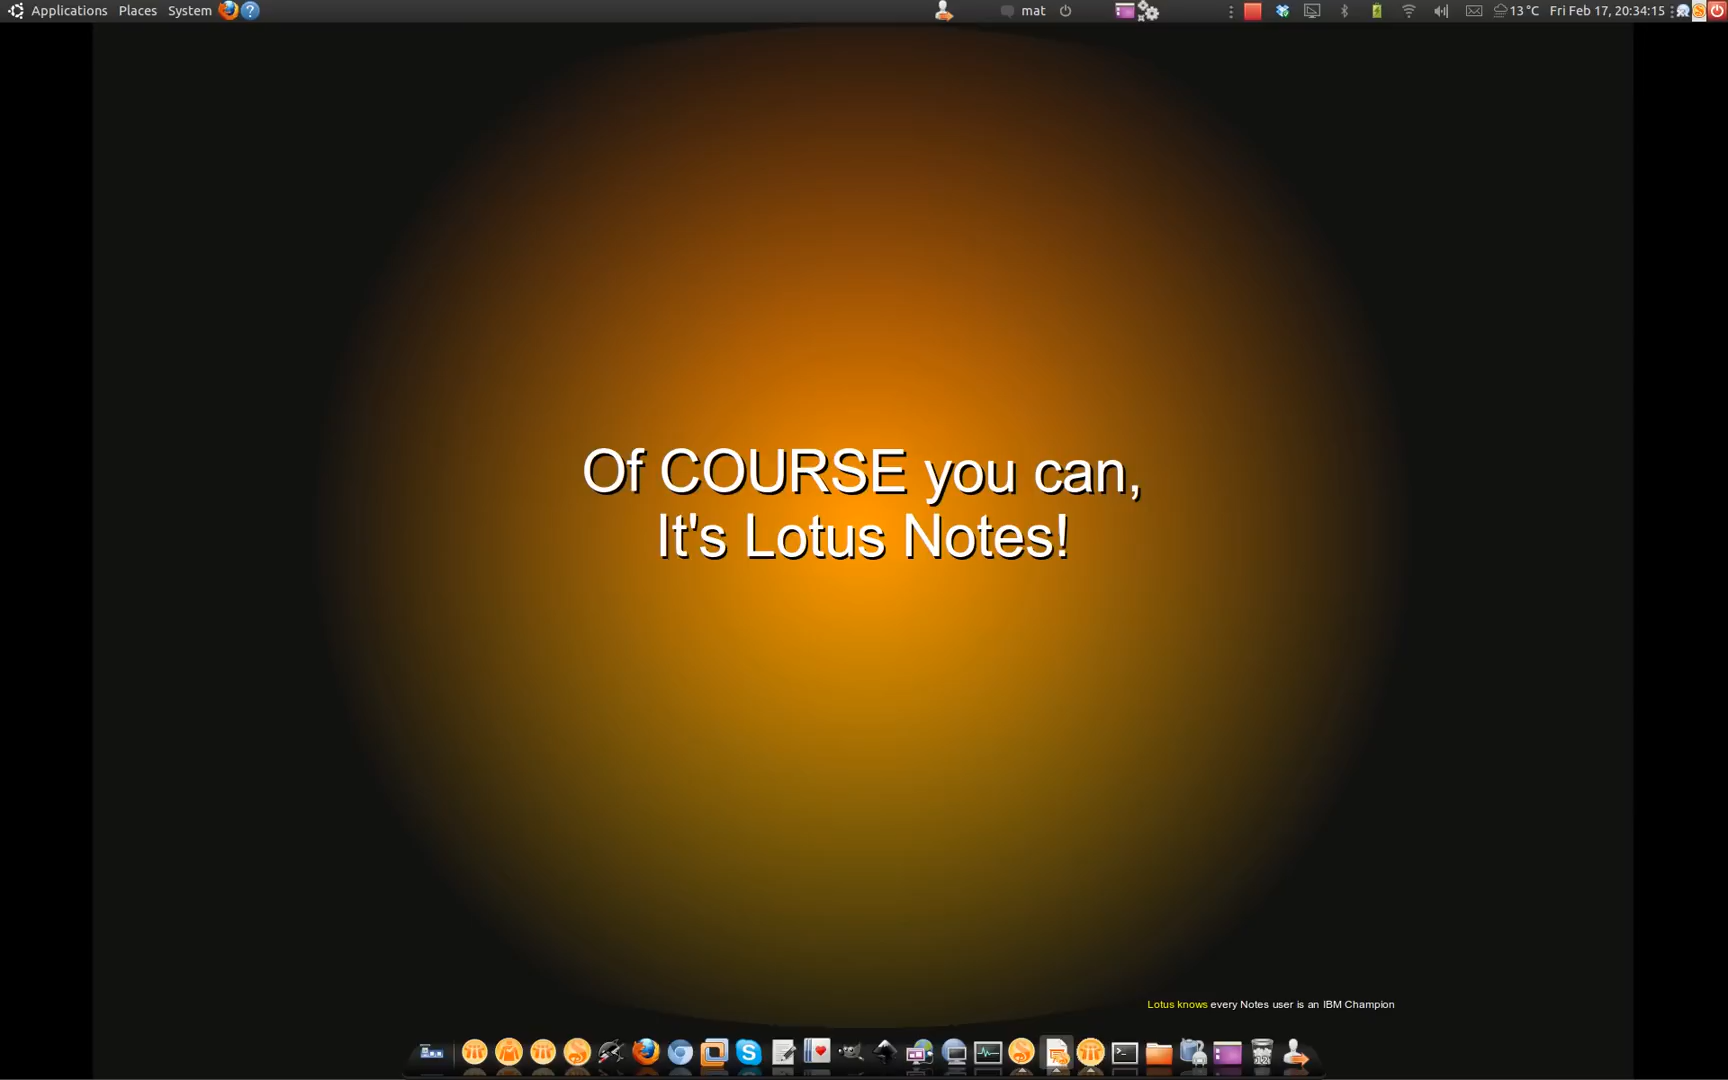 Applications Places System mat 13 °C Fri Feb 17, 20:34:15
Of COURSE you can,
It's Lotus Notes!
Lotus knows every Notes user is an IBM Champion